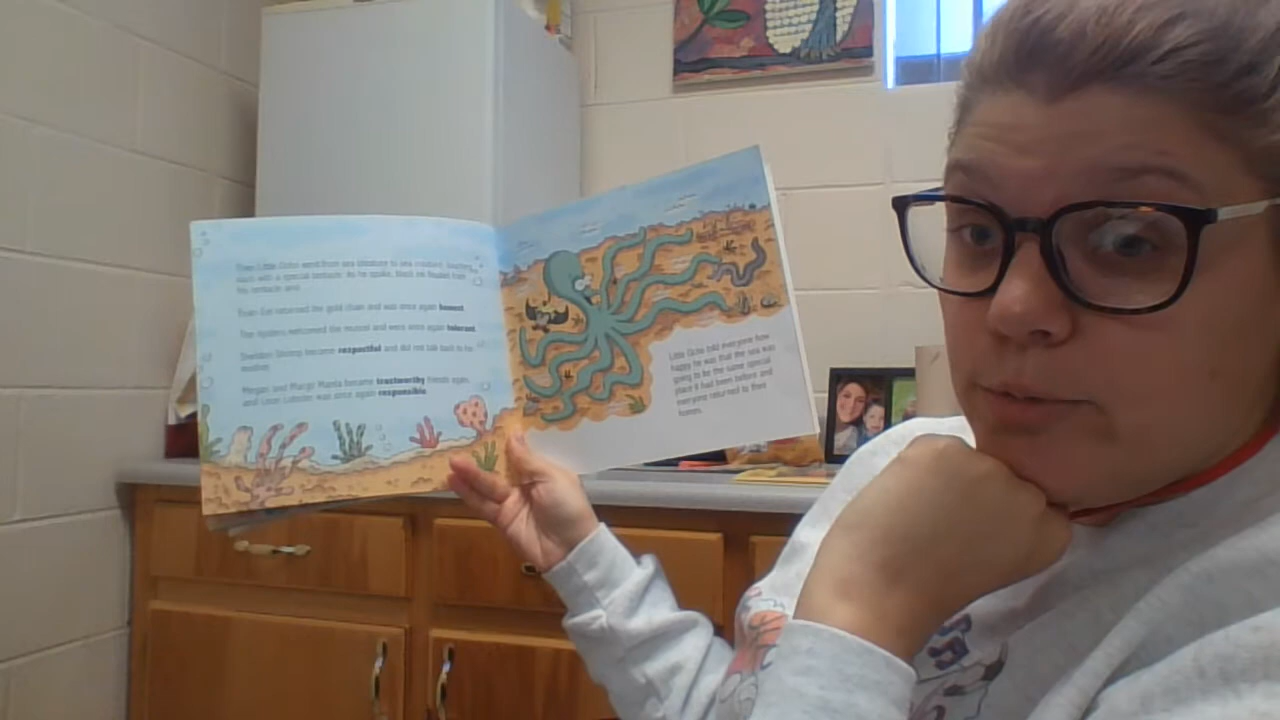 Then Little Octo went from sea creature to sea creature, touching
each with a special tentacle. As he spoke, black ink flowed from
his tentacle and
Ryan Eel returned the gold chain and was once again honest.
The oysters welcomed the mussel and were once again tolerant.
Sheldon Shrimp became respectful and did not talk back to his
mother.
Megan and Margo Manta became trustworthy friends again,
and Leon Lobster was once again responsible.
Little Octo told everyone how
happy he was that the sea was
going to be the same special
place it had been before and
everyone returned to their
homes.